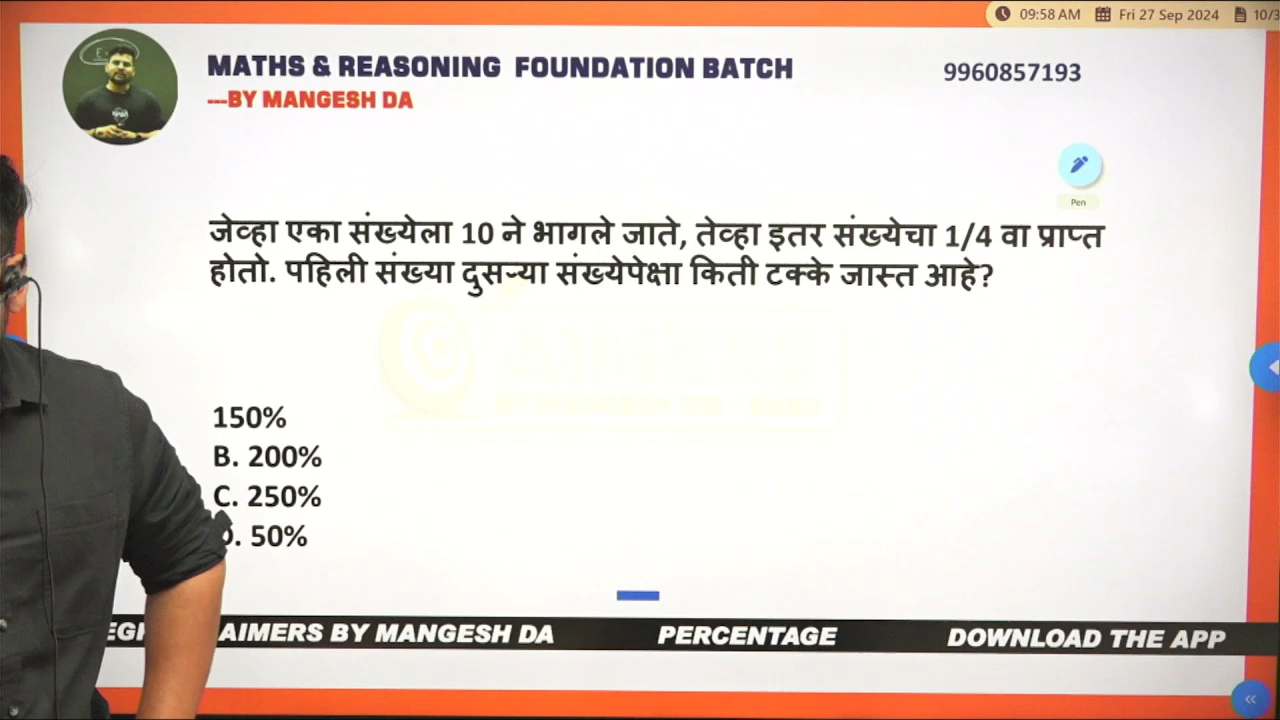 09:58 AM Fri 27 Sep 2024 10/3
MATHS & REASONING FOUNDATION BATCH
9960857193
---BY MANGESH DA
Pen
जेव्हा एका संख्येला 10 ने भागले जाते, तेव्हा इतर संख्येचा 1/4 वा प्राप्त
होतो. पहिली संख्या दुसऱ्या संख्येपेक्षा किती टक्के जास्त आहे?
150%
B. 200%
C. 250%
D. 50%
AIMERS BY MANGESH DA PERCENTAGE DOWNLOAD THE APP